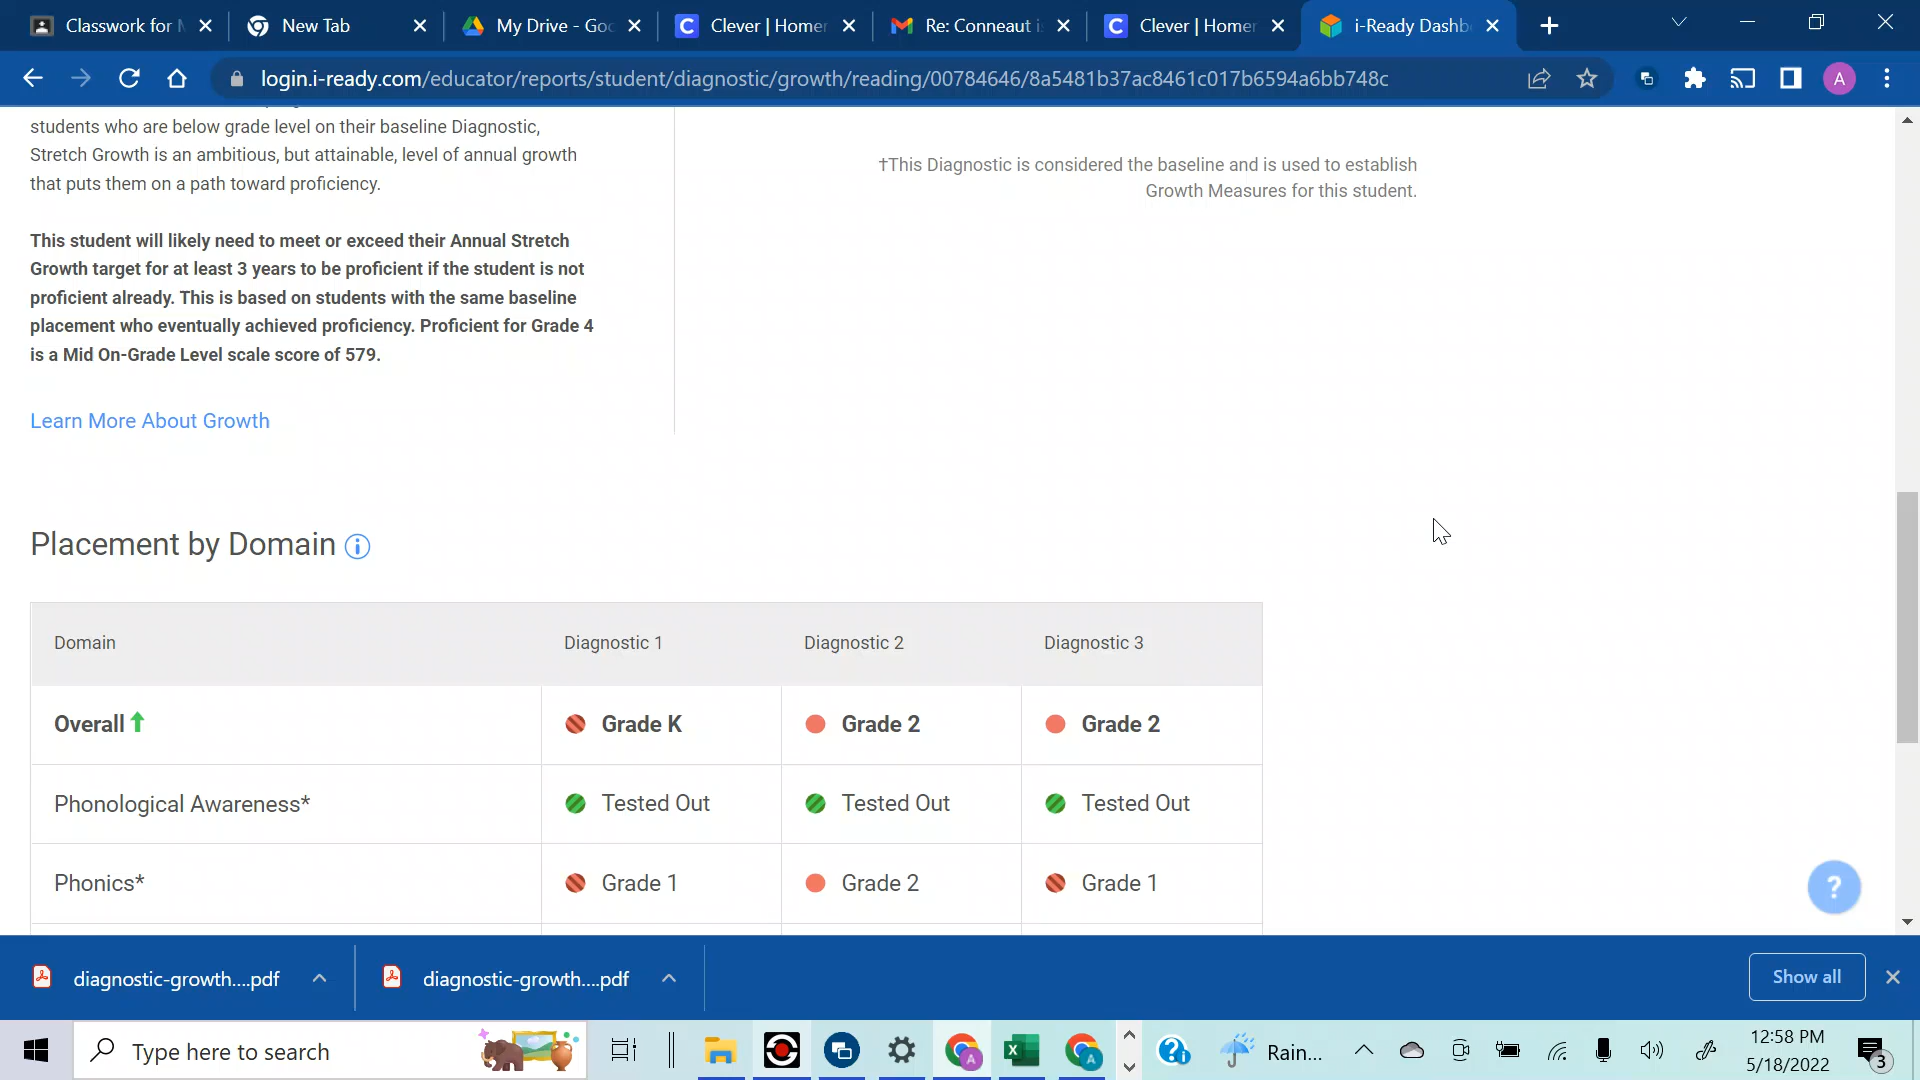 Classwork for M
New Tab
My Drive - Goo
Clever | Homer
Re: Conneaut i
Clever | Homer
i-Ready Dashb
login.i-ready.com/educator/reports/student/diagnostic/growth/reading/00784646/8a5481b37ac8461c017b6594a6bb748c
A
students who are below grade level on their baseline Diagnostic,
Stretch Growth is an ambitious, but attainable, level of annual growth
that puts them on a path toward proficiency.
This student will likely need to meet or exceed their Annual Stretch
Growth target for at least 3 years to be proficient if the student is not
proficient already. This is based on students with the same baseline
placement who eventually achieved proficiency. Proficient for Grade 4
is a Mid On-Grade Level scale score of 579.
Learn More About Growth
†This Diagnostic is considered the baseline and is used to establish
Growth Measures for this student.
Placement by Domain
Domain Diagnostic 1 Diagnostic 2 Diagnostic 3
Overall Grade K Grade 2 Grade 2
Phonological Awareness* Tested Out Tested Out Tested Out
Phonics* Grade 1 Grade 2 Grade 1
?
diagnostic-growth....pdf
diagnostic-growth....pdf
Show all
Type here to search
Rain...
12:58 PM
5/18/2022
3